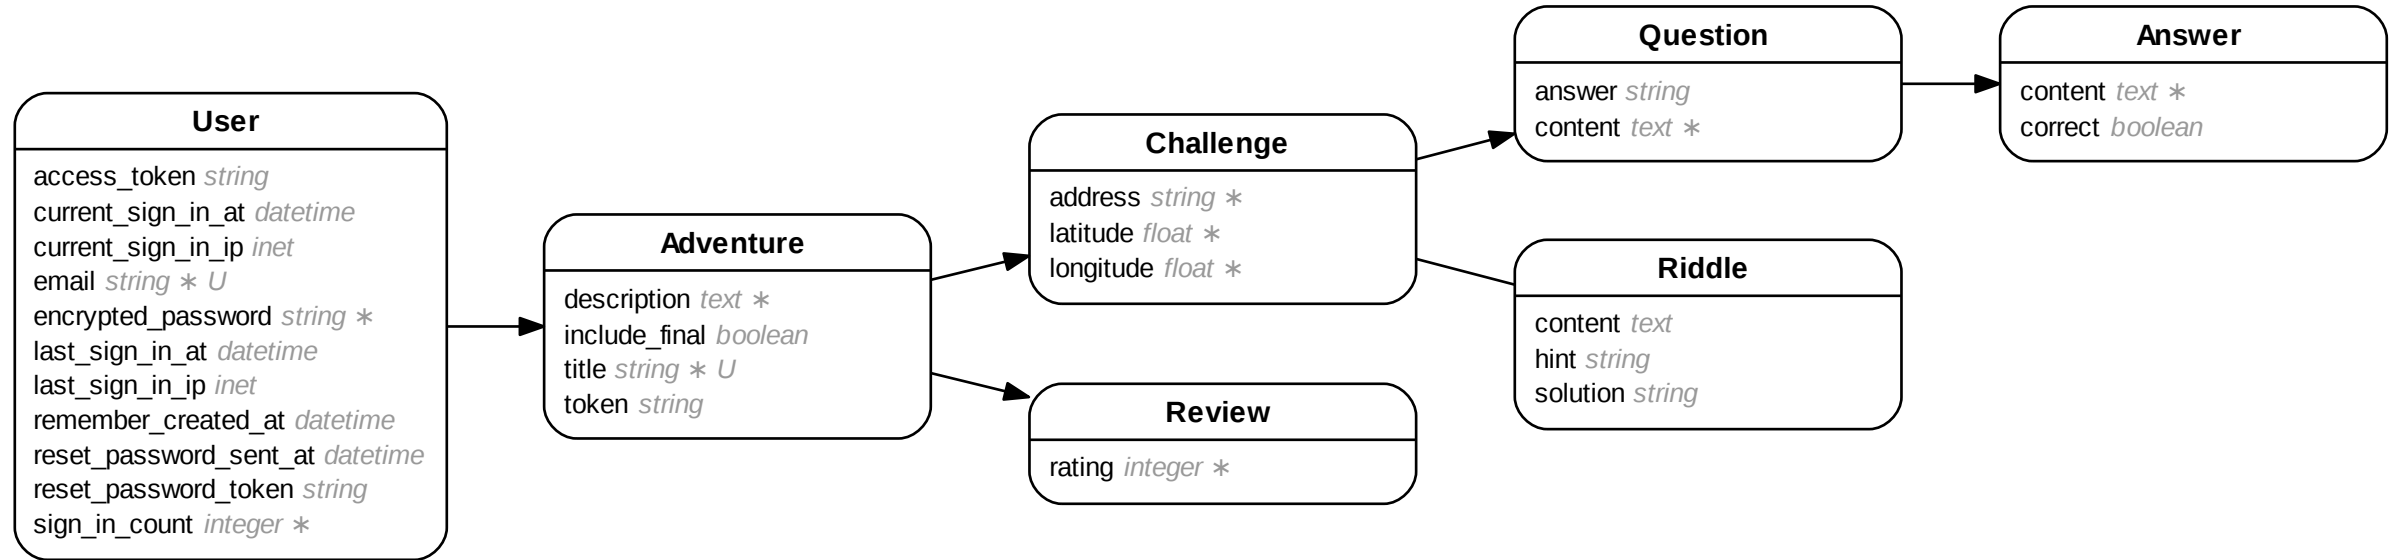 User
access_token string
current_sign_in_at datetime
current_sign_in_ip inet
email string ∗ U
encrypted_password string ∗
last_sign_in_at datetime
last_sign_in_ip inet
remember_created_at datetime
reset_password_sent_at datetime
reset_password_token string
sign_in_count integer ∗
Adventure
description text ∗
include_final boolean
title string ∗ U
token string
Challenge
address string ∗
latitude float ∗
longitude float ∗
Review
rating integer ∗
Question
answer string
content text ∗
Riddle
content text
hint string
solution string
Answer
content text ∗
correct boolean